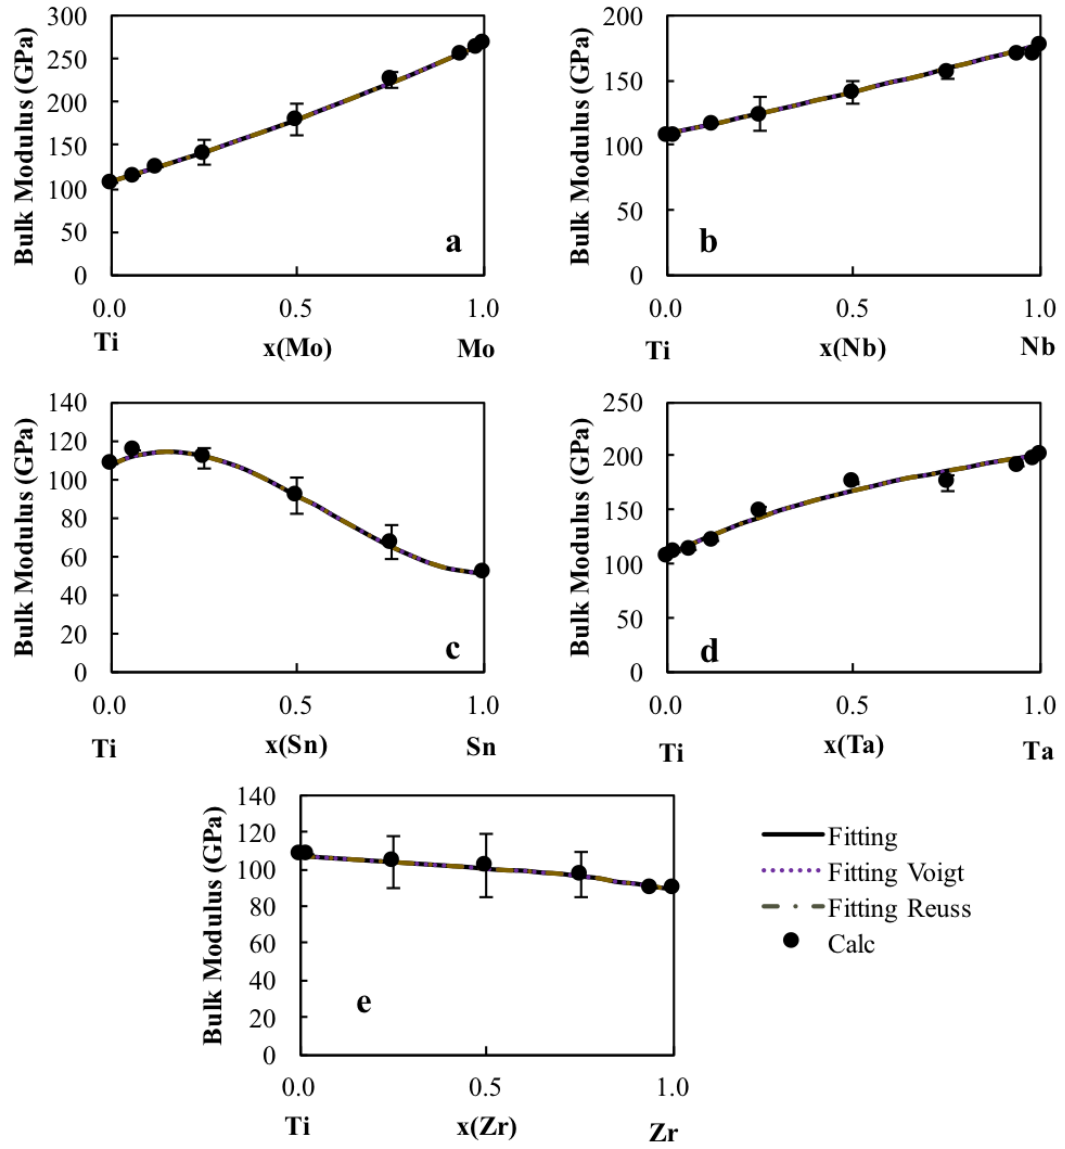 Bulk Modulus (GPa)
300
250
200
150
100
50
0
a
0.0 0.5 1.0
Ti x(Mo) Mo
Bulk Modulus (GPa)
200
150
100
50
0
b
0.0 0.5 1.0
Ti x(Nb) Nb
Bulk Modulus (GPa)
140
120
100
80
60
40
20
0
c
0.0 0.5 1.0
Ti x(Sn) Sn
Bulk Modulus (GPa)
250
200
150
100
50
0
d
0.0 0.5 1.0
Ti x(Ta) Ta
Bulk Modulus (GPa)
140
120
100
80
60
40
20
0
e
0.0 0.5 1.0
Ti x(Zr) Zr
Fitting
Fitting Voigt
Fitting Reuss
Calc